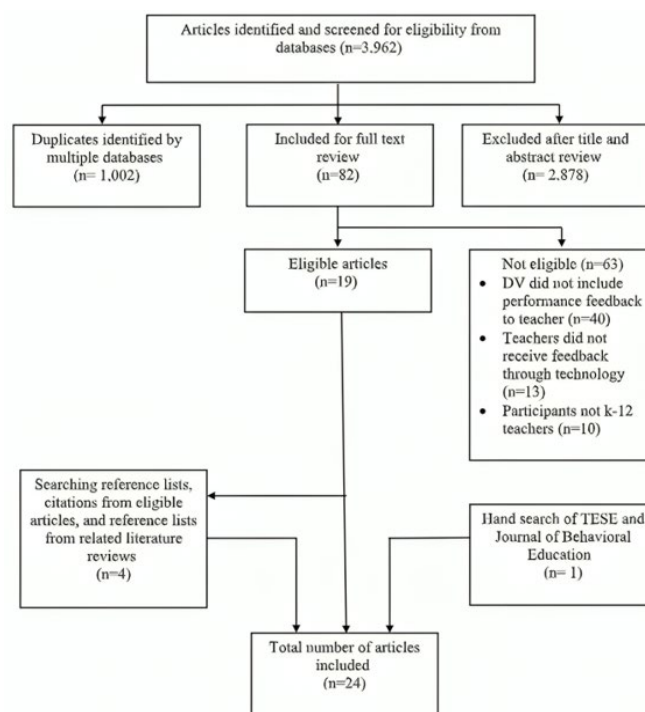 Articles identified and screened for eligibility from
databases (n=3.962)
Duplicates identified by
multiple databases
(n= 1,002)
Included for full text
review
(n=82)
Excluded after title and
abstract review
(n= 2.878)
Eligible articles
(n=19)
Not eligible (n=63)
• DV did not include
performance feedback
to teacher (n=40)
• Teachers did not
receive feedback
through technology
(n=13)
• Participants not k-12
teachers (n=10)
Searching reference lists,
citations from eligible
articles, and reference lists
from related literature
reviews
(n=4)
Hand search of TESE and
Journal of Behavioral
Education
(n= 1)
Total number of articles
included
(n=24)